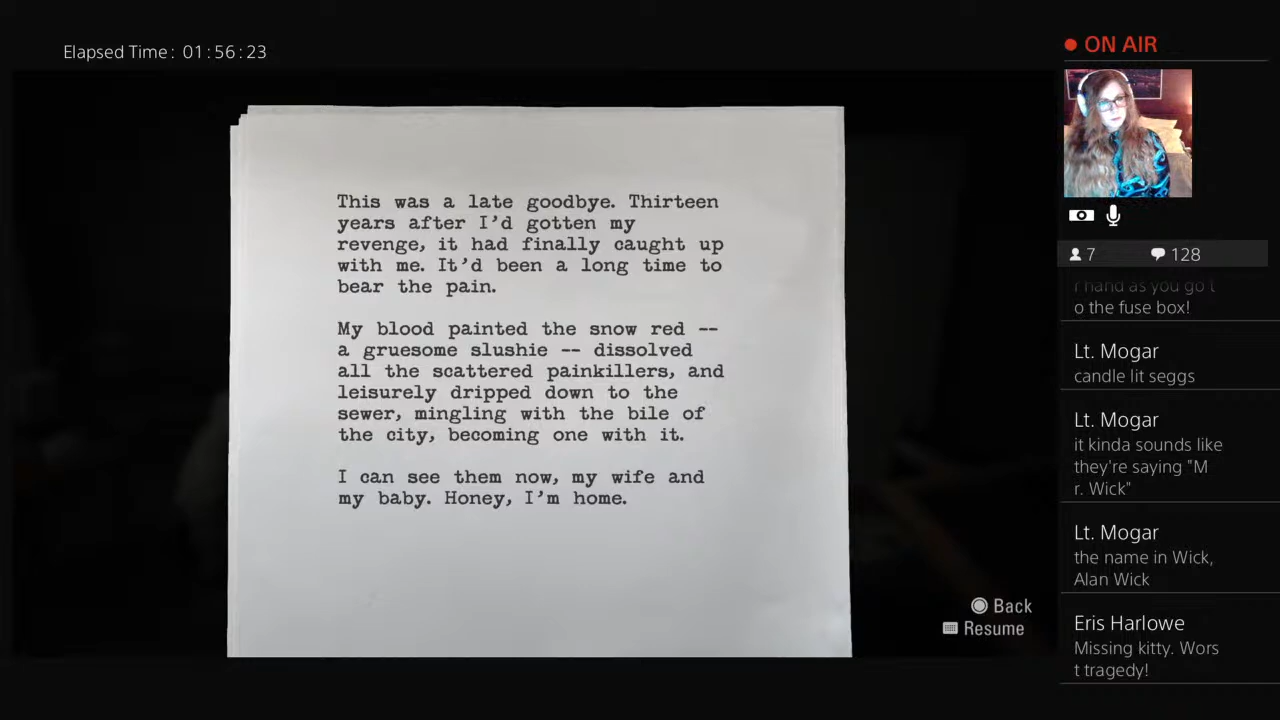 Elapsed Time: 01:56:23
ON AIR
This was a late goodbye. Thirteen
years after I'd gotten my
revenge, it had finally caught up
with me. It'd been a long time to
bear the pain.
My blood painted the snow red --
a gruesome slushie -- dissolved
all the scattered painkillers, and
leisurely dripped down to the
sewer, mingling with the bile of
the city, becoming one with it.
I can see them now, my wife and
my baby. Honey, I'm home.
Back
Resume
7 128
r hand as you go t
o the fuse box!
Lt. Mogar
candle lit seggs
Lt. Mogar
it kinda sounds like
they're saying "M
r. Wick"
Lt. Mogar
the name in Wick,
Alan Wick
Eris Harlowe
Missing kitty. Wors
t tragedy!